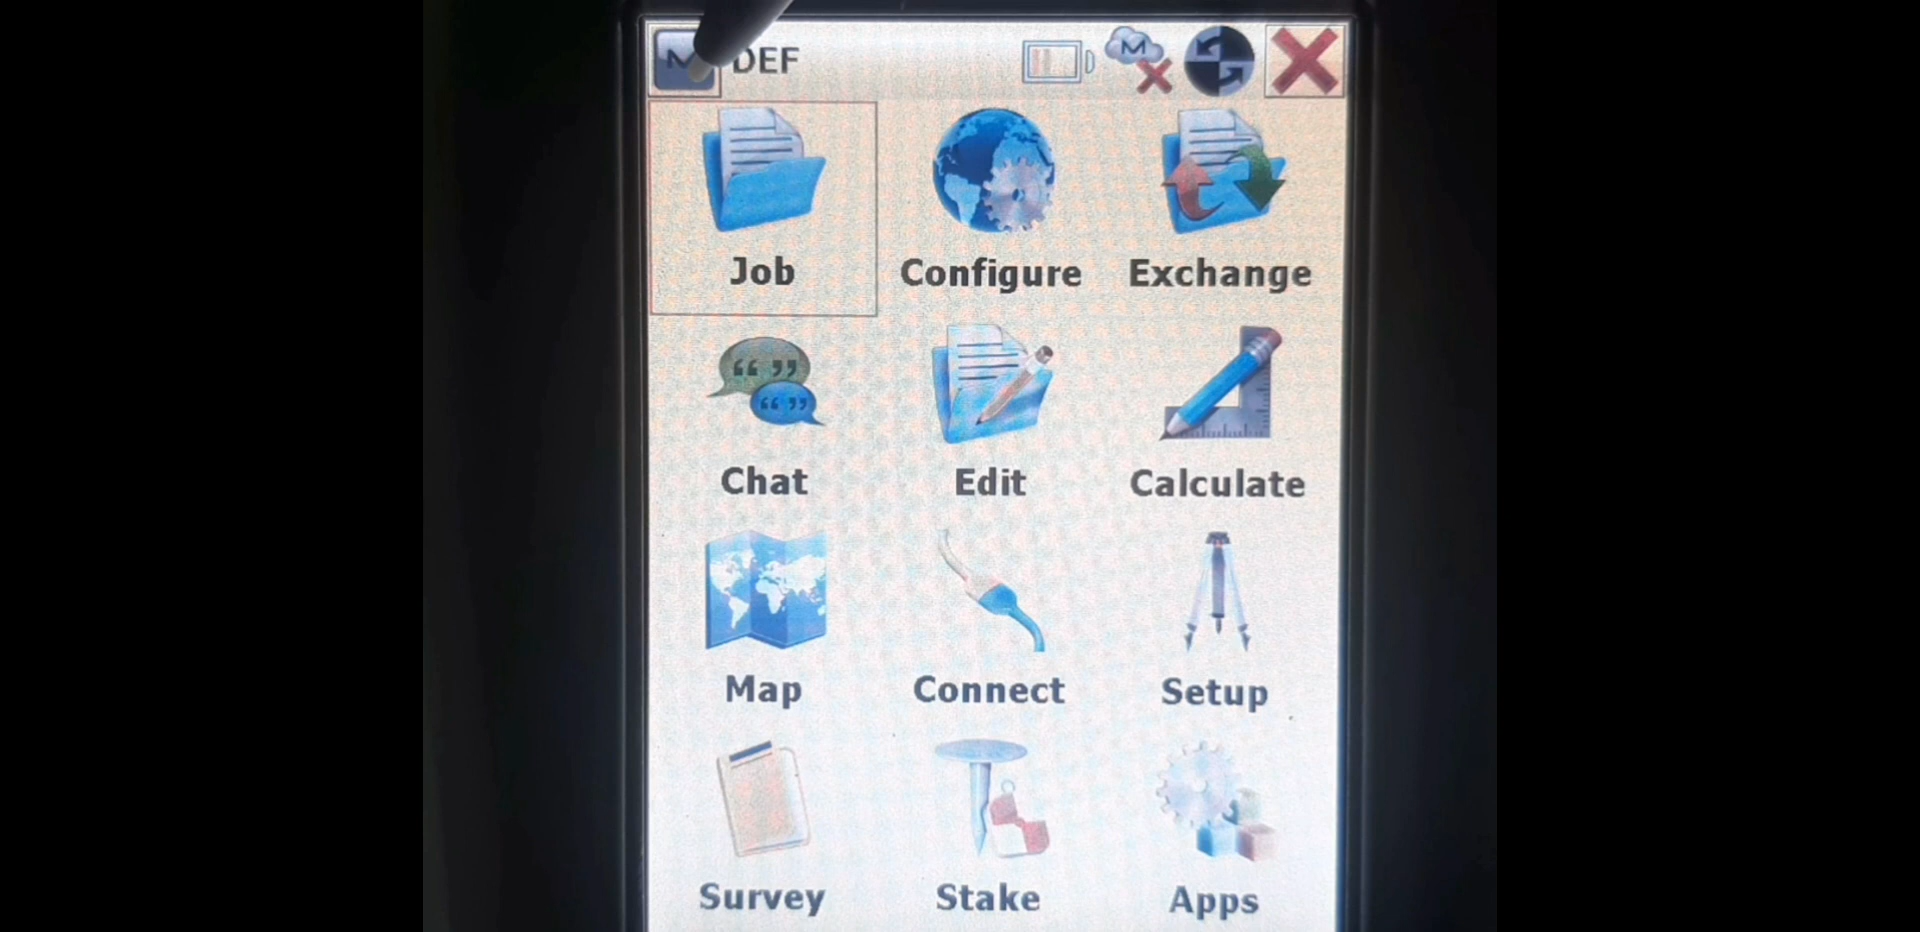 DEF
Job Configure Exchange
Chat Edit Calculate
Map Connect Setup
Survey Stake Apps